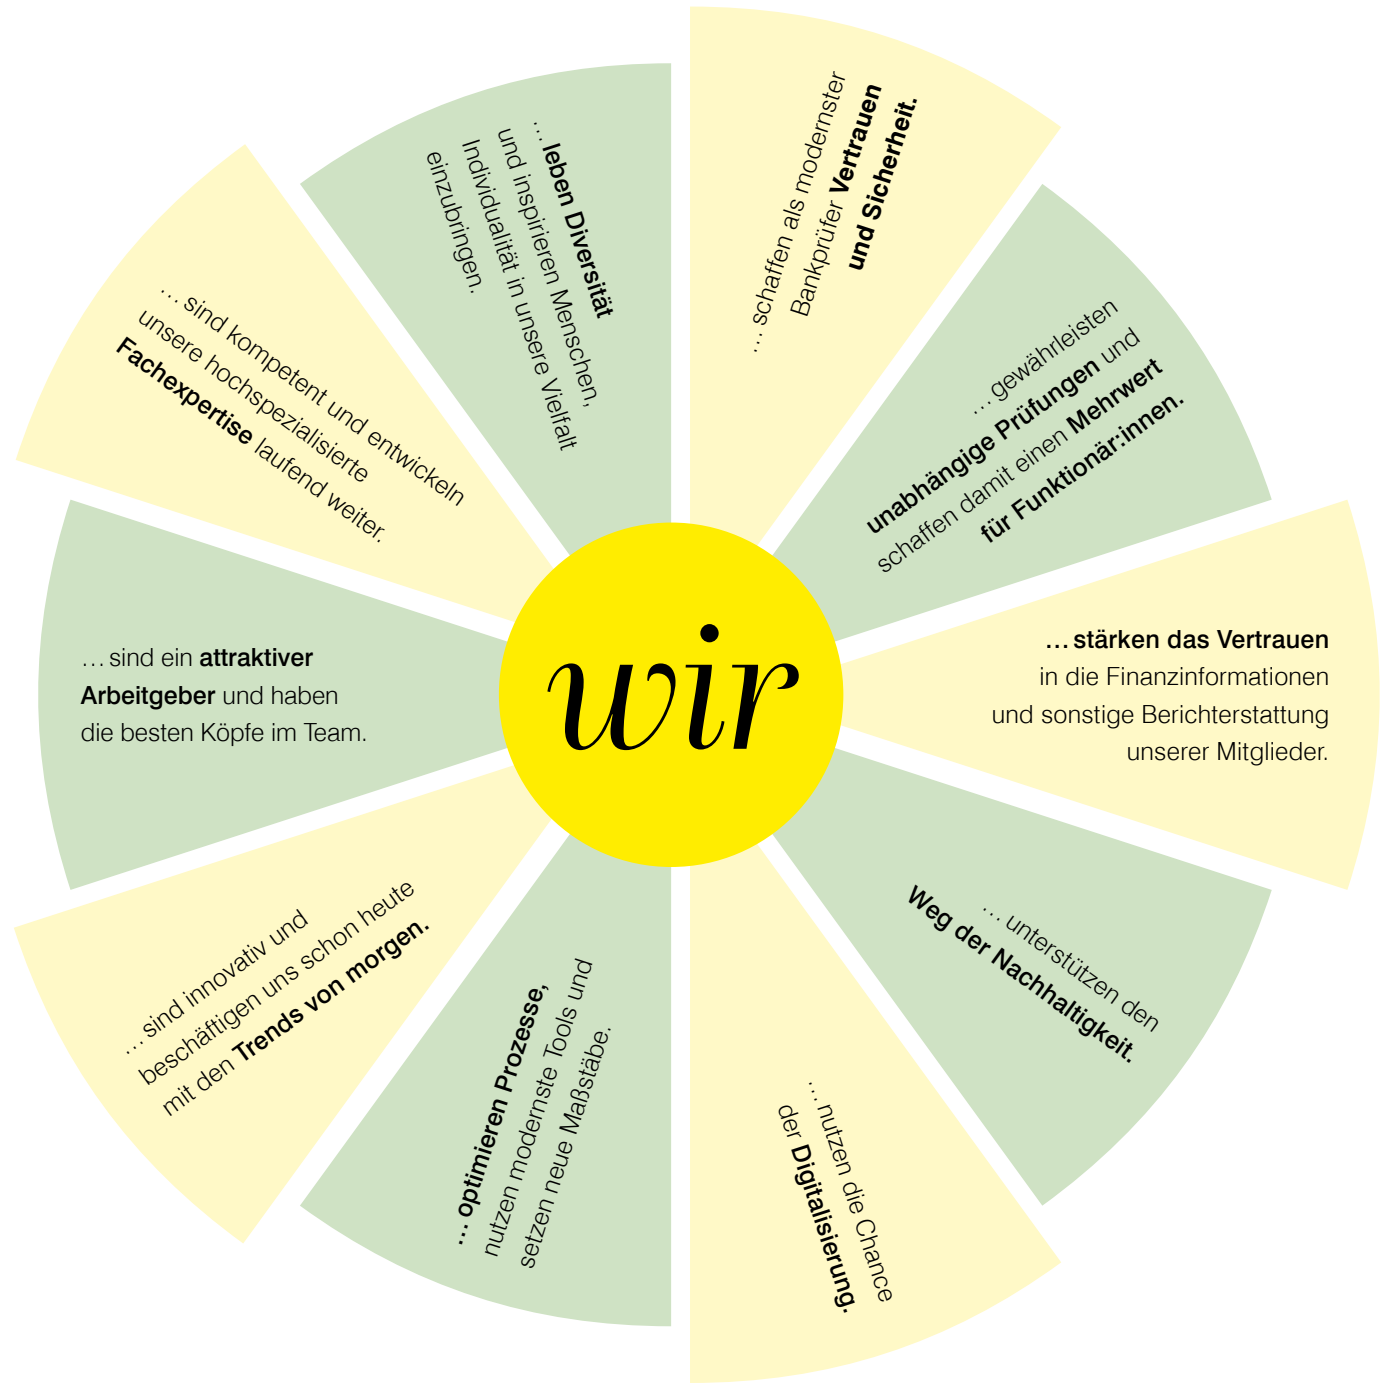 wir
… schaffen als modernster
Bankprüfer Vertrauen
und Sicherheit.
… gewährleisten
unabhängige Prüfungen und
schaffen damit einen Mehrwert
für Funktionär:innen.
… stärken das Vertrauen
in die Finanzinformationen
und sonstige Berichterstattung
unserer Mitglieder.
… unterstützen den
Weg der Nachhaltigkeit.
… nutzen die Chance
der Digitalisierung.
… optimieren Prozesse,
nutzen modernste Tools und
setzen neue Maßstäbe.
… sind innovativ und
beschäftigen uns schon heute
mit den Trends von morgen.
… sind ein attraktiver
Arbeitgeber und haben
die besten Köpfe im Team.
… sind kompetent und entwickeln
unsere hochspezialisierte
Fachexpertise laufend weiter.
… leben Diversität
und inspirieren Menschen,
Individualität in unsere Vielfalt
einzubringen.